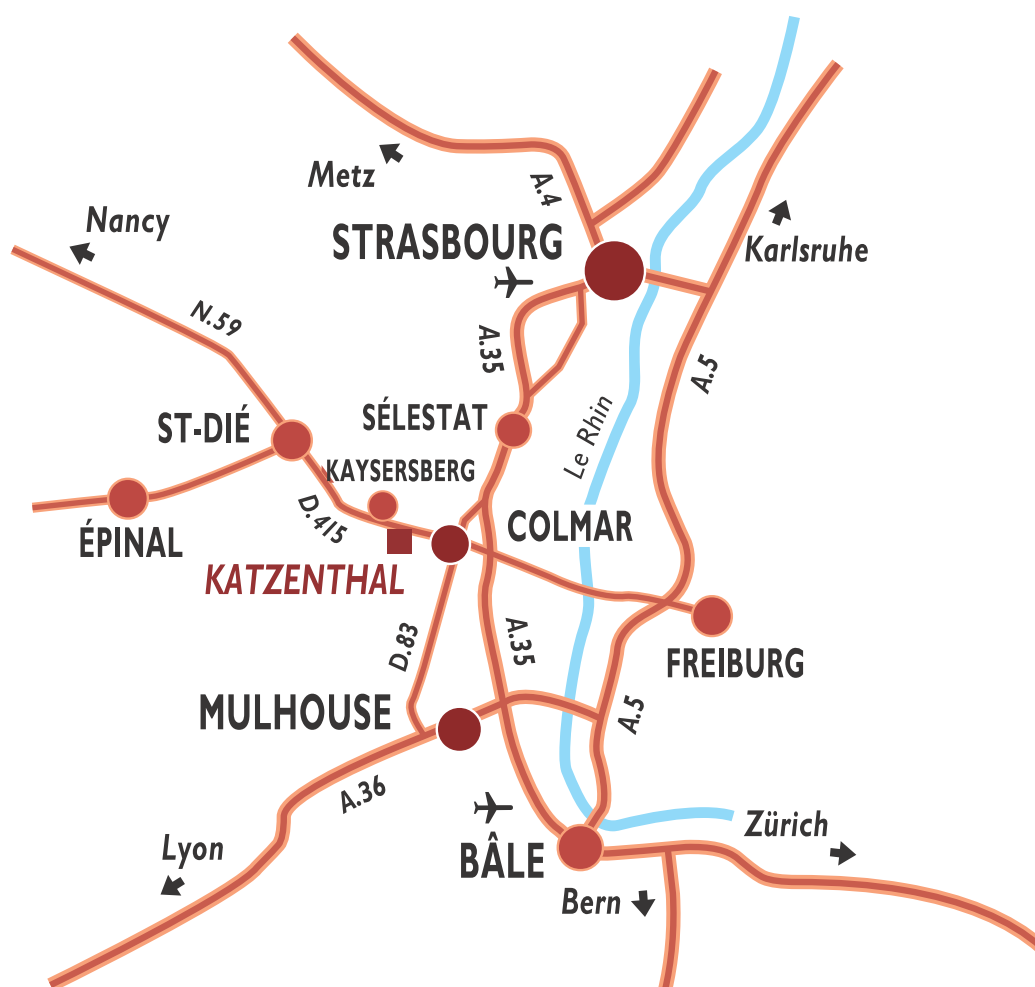 Metz
A.4
Nancy
STRASBOURG
Karlsruhe
N.59
A.35
A.5
Le Rhin
SÉLESTAT
ST-DIÉ
KAYSERSBERG
D.415
COLMAR
ÉPINAL
KATZENTHAL
D.83
A.35
FREIBURG
MULHOUSE
A.5
A.36
Zürich
Lyon
BÂLE
Bern